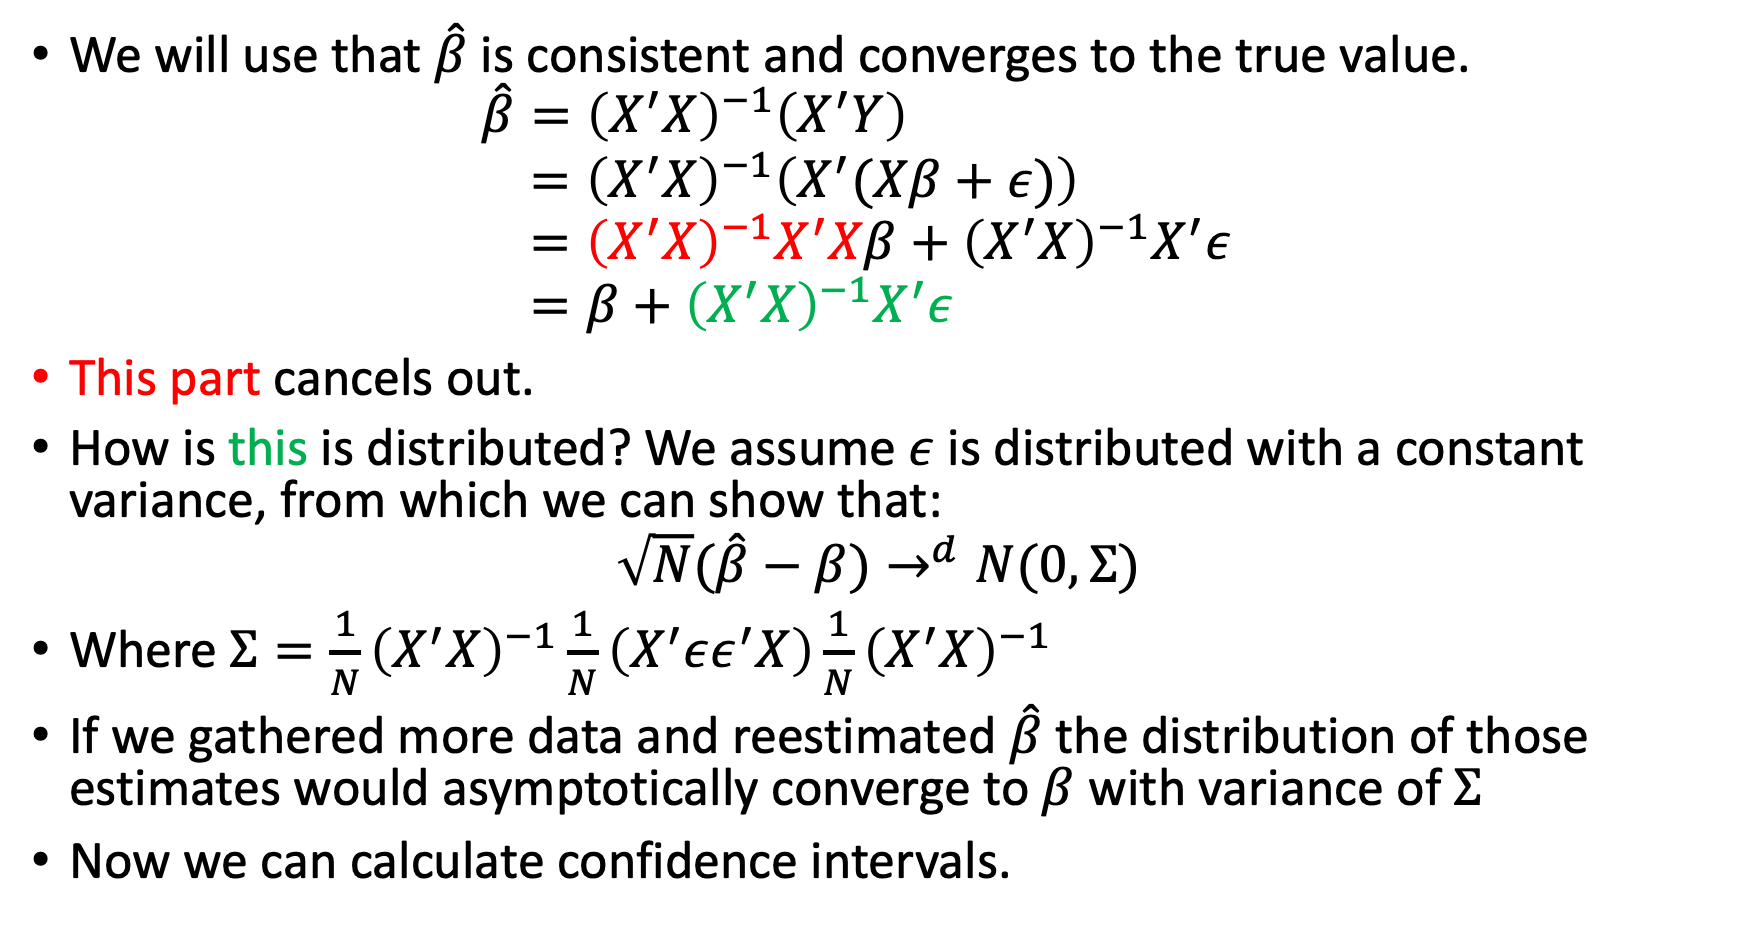 • We will use that β̂ is consistent and converges to the true value.
β̂ = (X′X)⁻¹(X′Y)
= (X′X)⁻¹(X′(Xβ + ϵ))
= (X′X)⁻¹X′Xβ + (X′X)⁻¹X′ϵ
= β + (X′X)⁻¹X′ϵ
• This part cancels out.
• How is this is distributed? We assume ϵ is distributed with a constant
variance, from which we can show that:
√N(β̂ − β) →ᵈ N(0, Σ)
• Where Σ = 1/N (X′X)⁻¹ 1/N (X′ϵϵ′X) 1/N (X′X)⁻¹
• If we gathered more data and reestimated β̂ the distribution of those
estimates would asymptotically converge to β with variance of Σ
• Now we can calculate confidence intervals.